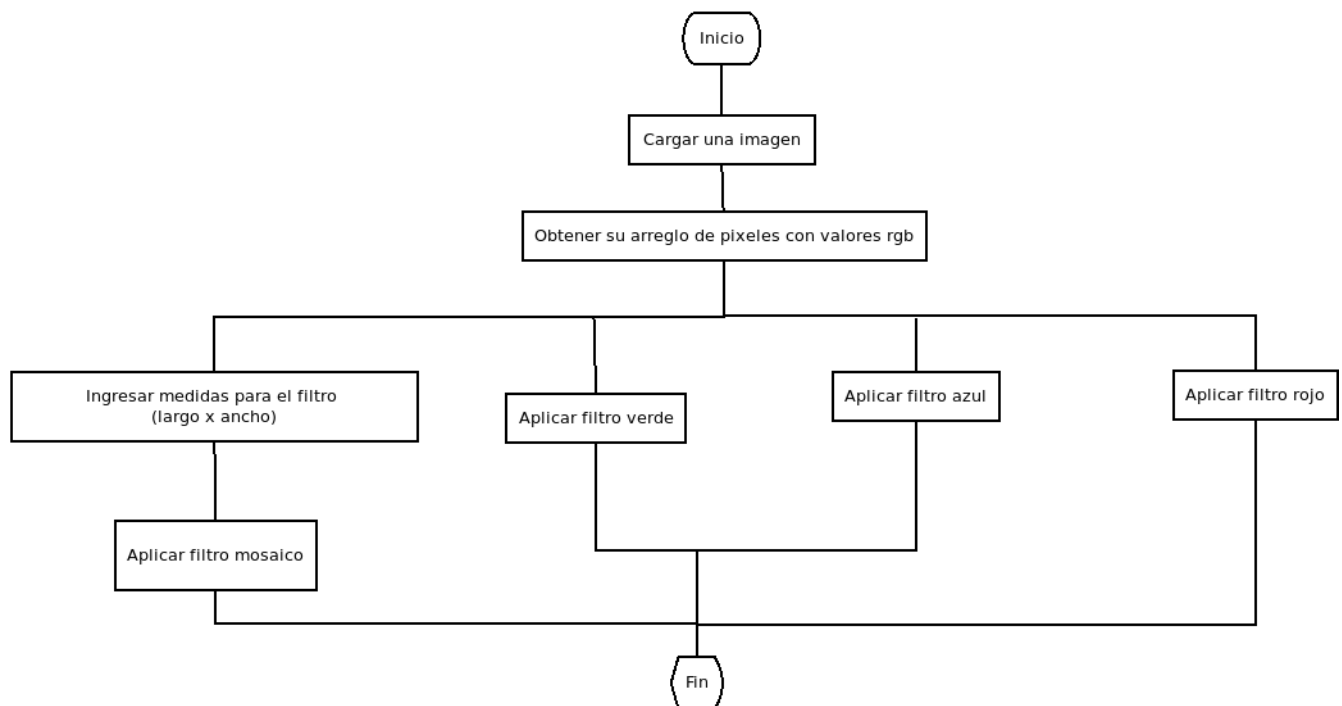 Inicio
Cargar una imagen
Obtener su arreglo de pixeles con valores rgb
Ingresar medidas para el filtro
(largo x ancho)
Aplicar filtro verde
Aplicar filtro azul
Aplicar filtro rojo
Aplicar filtro mosaico
Fin